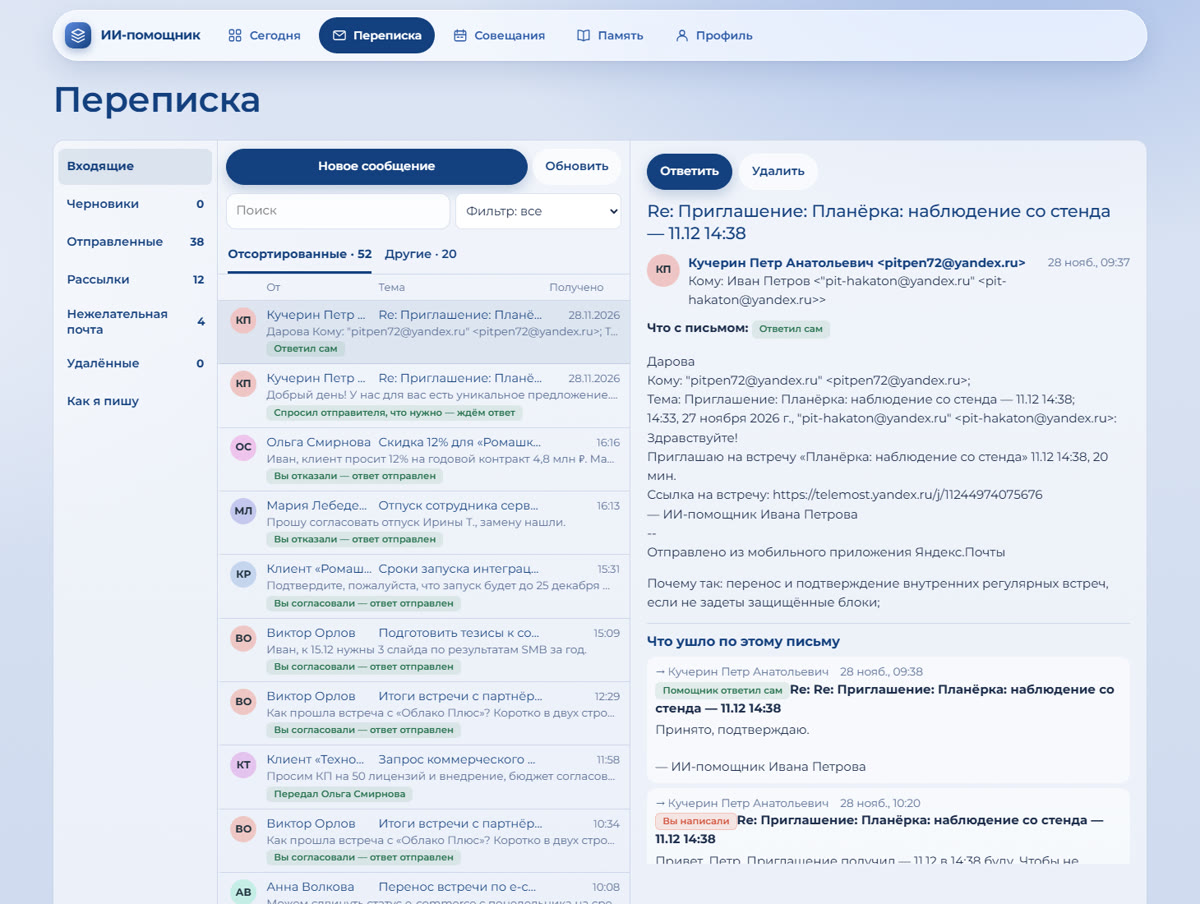 ИИ-помощник
Сегодня
Переписка
Совещания
Память
Профиль
Переписка
Входящие
Черновики 0
Отправленные 38
Рассылки 12
Нежелательная
почта 4
Удалённые 0
Как я пишу
Новое сообщение
Обновить
Поиск
Фильтр: все
Отсортированные · 52
Другие · 20
От Тема Получено
КП
Кучерин Петр ... Re: Приглашение: Планё... 28.11.2026
Дарова Кому: "pitpen72@yandex.ru" <pitpen72@yandex.ru>; Т...
Ответил сам
КП
Кучерин Петр ... Re: Приглашение: Планё... 28.11.2026
Добрый день! У нас для вас есть уникальное предложение....
Спросил отправителя, что нужно — ждём ответ
ОС
Ольга Смирнова Скидка 12% для «Ромашк... 16:16
Иван, клиент просит 12% на годовой контракт 4,8 млн ₽. Ма...
Вы отказали — ответ отправлен
МЛ
Мария Лебеде... Отпуск сотрудника серв... 16:13
Прошу согласовать отпуск Ирины Т., замену нашли.
Вы отказали — ответ отправлен
КР
Клиент «Ромаш... Сроки запуска интеграц... 15:31
Подтвердите, пожалуйста, что запуск будет до 25 декабря ...
Вы согласовали — ответ отправлен
ВО
Виктор Орлов Подготовить тезисы к со... 15:09
Иван, к 15.12 нужны 3 слайда по результатам SMB за год.
Вы согласовали — ответ отправлен
ВО
Виктор Орлов Итоги встречи с партнёр... 12:29
Как прошла встреча с «Облако Плюс»? Коротко в двух стро...
Вы согласовали — ответ отправлен
КТ
Клиент «Техно... Запрос коммерческого ... 11:58
Просим КП на 50 лицензий и внедрение, бюджет согласов...
Передал Ольга Смирнова
ВО
Виктор Орлов Итоги встречи с партнёр... 10:34
Как прошла встреча с «Облако Плюс»? Коротко в двух стро...
Вы согласовали — ответ отправлен
АВ
Анна Волкова Перенос встречи по e-c... 10:08
Можем сдвинуть статус e-commerce с понедельника на сре...
Ответить
Удалить
Re: Приглашение: Планёрка: наблюдение со стенда
— 11.12 14:38
КП
Кучерин Петр Анатольевич <pitpen72@yandex.ru> 28 нояб., 09:37
Кому: Иван Петров <"pit-hakaton@yandex.ru" <pit-
hakaton@yandex.ru>>
Что с письмом: Ответил сам
Дарова
Кому: "pitpen72@yandex.ru" <pitpen72@yandex.ru>;
Тема: Приглашение: Планёрка: наблюдение со стенда — 11.12 14:38;
14:33, 27 ноября 2026 г., "pit-hakaton@yandex.ru" <pit-hakaton@yandex.ru>:
Здравствуйте!
Приглашаю на встречу «Планёрка: наблюдение со стенда» 11.12 14:38, 20
мин.
Ссылка на встречу: https://telemost.yandex.ru/j/11244974075676
— ИИ-помощник Ивана Петрова
--
Отправлено из мобильного приложения Яндекс.Почты
Почему так: перенос и подтверждение внутренних регулярных встреч,
если не задеты защищённые блоки;
Что ушло по этому письму
→ Кучерин Петр Анатольевич 28 нояб., 09:38
Помощник ответил сам Re: Re: Приглашение: Планёрка: наблюдение со
стенда — 11.12 14:38
Принято, подтверждаю.
— ИИ-помощник Ивана Петрова
→ Кучерин Петр Анатольевич 28 нояб., 10:20
Вы написали Re: Приглашение: Планёрка: наблюдение со стенда —
11.12 14:38
Привет, Петр. Приглашение получил — 11.12 в 14:38 буду. Чтобы не